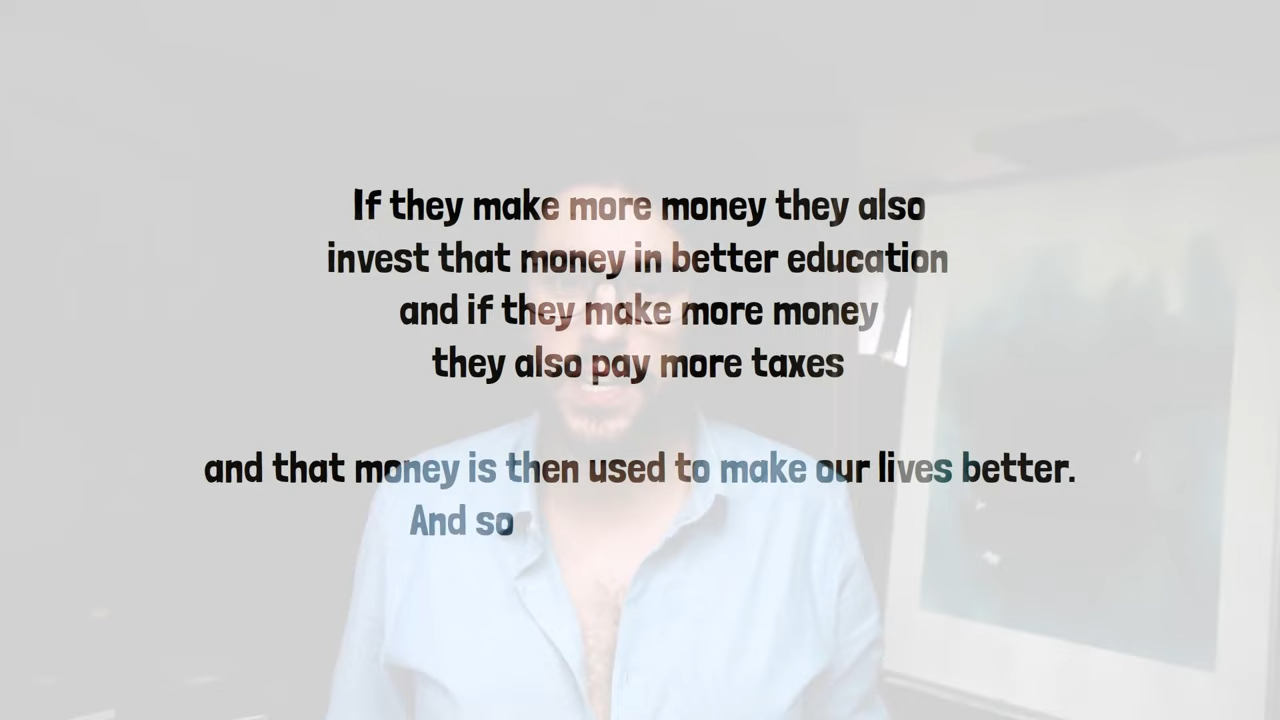 If they make more money they also
invest that money in better education
and if they make more money
they also pay more taxes
and that money is then used to make our lives better.
And so